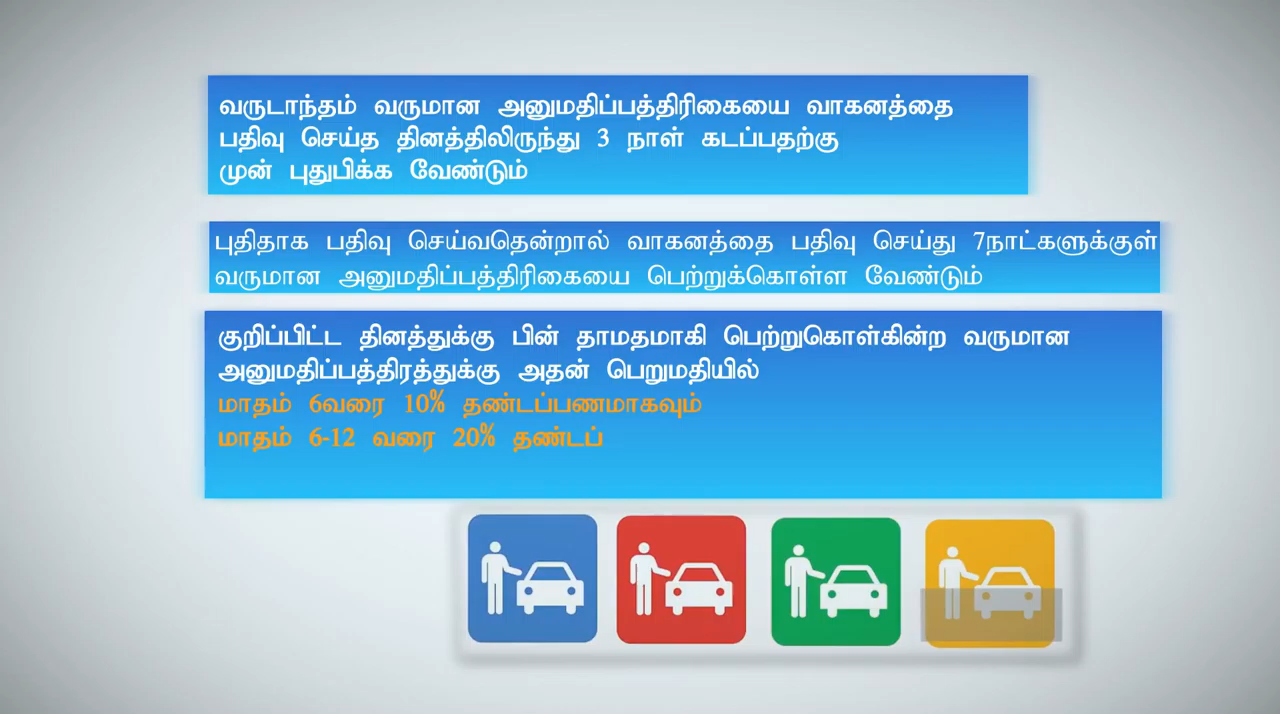 வருடாந்தம் வருமான அனுமதிப்பத்திரிகையை வாகனத்தை
பதிவு செய்த தினத்திலிருந்து 3 நாள் கடப்பதற்கு
முன் புதுபிக்க வேண்டும்
புதிதாக பதிவு செய்வதென்றால் வாகனத்தை பதிவு செய்து 7நாட்களுக்குள்
வருமான அனுமதிப்பத்திரிகையை பெற்றுக்கொள்ள வேண்டும்
குறிப்பிட்ட தினத்துக்கு பின் தாமதமாகி பெற்றுகொள்கின்ற வருமான
அனுமதிப்பத்திரத்துக்கு அதன் பெறுமதியில்
மாதம் 6வரை 10% தண்டப்பணமாகவும்
மாதம் 6-12 வரை 20% தண்டப்